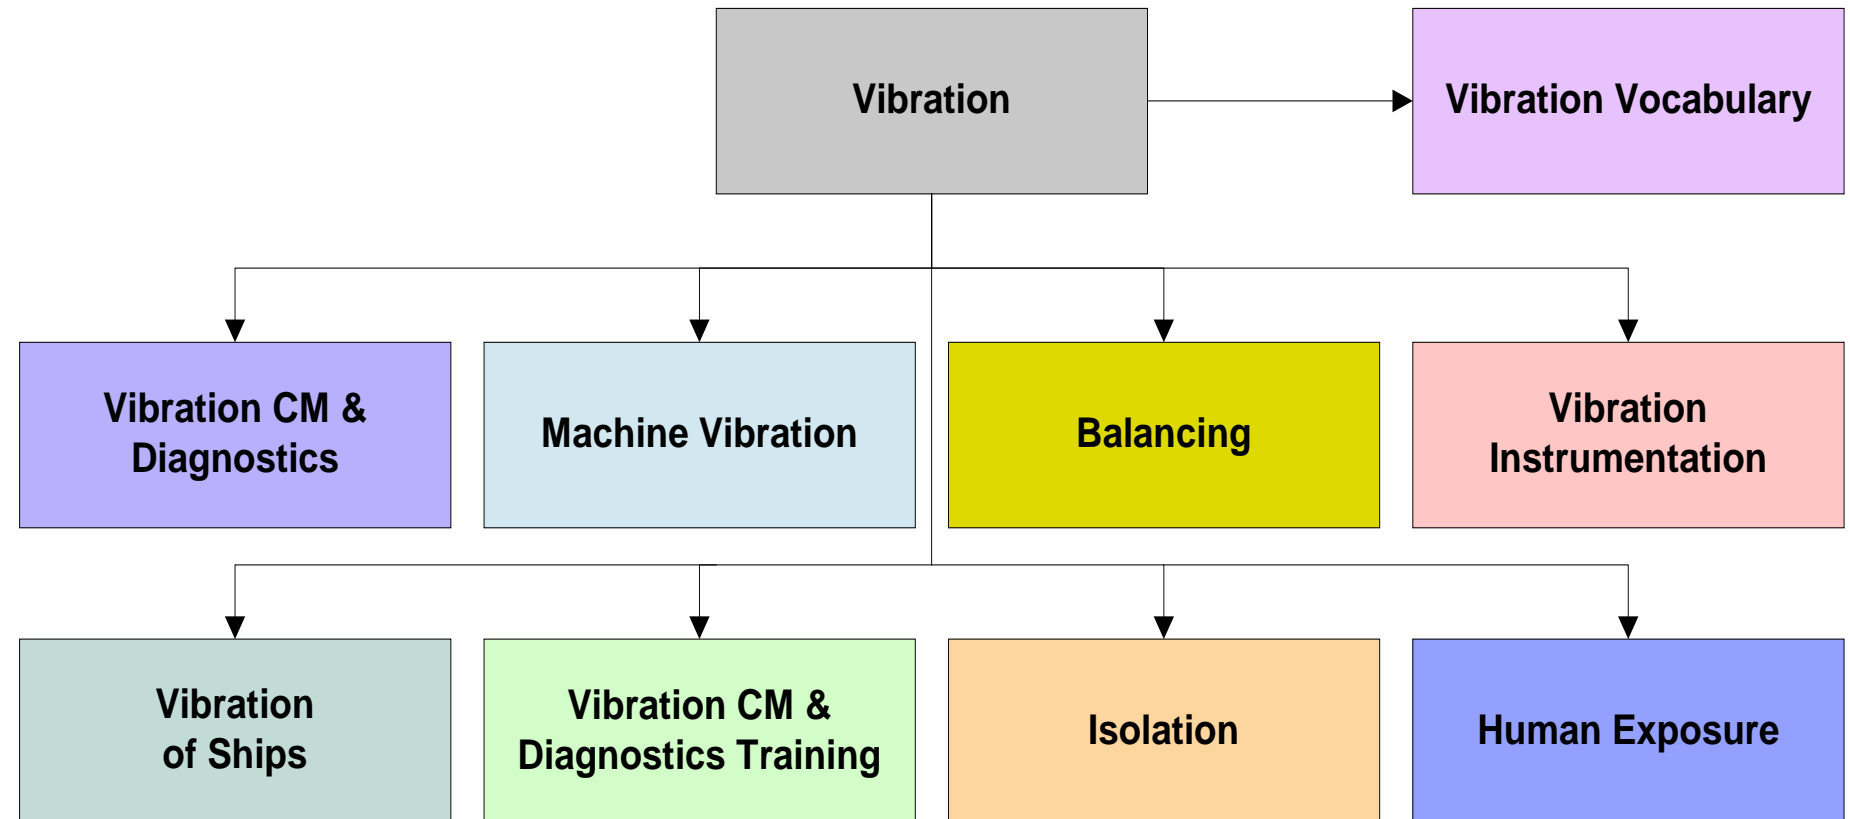 Vibration
Vibration Vocabulary
Vibration CM &
Diagnostics
Machine Vibration
Balancing
Vibration
Instrumentation
Vibration
of Ships
Vibration CM &
Diagnostics Training
Isolation
Human Exposure